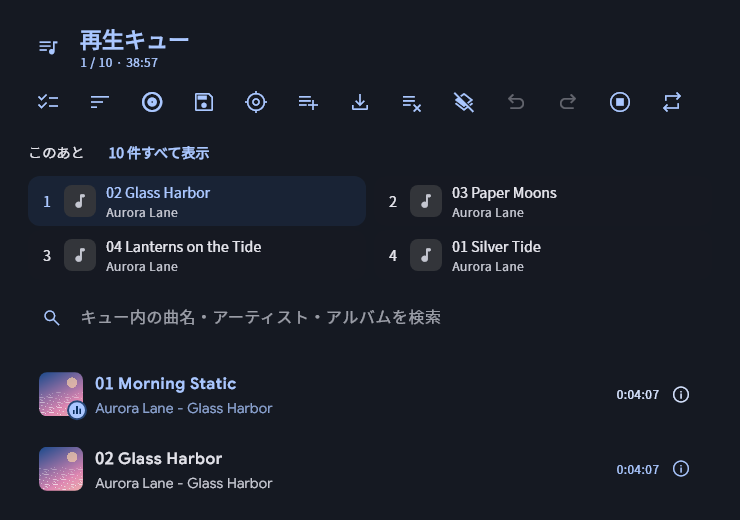 再生キュー
1 / 10 · 38:57
このあと 10 件すべて表示
1 02 Glass Harbor
Aurora Lane
2 03 Paper Moons
Aurora Lane
3 04 Lanterns on the Tide
Aurora Lane
4 01 Silver Tide
Aurora Lane
キュー内の曲名・アーティスト・アルバムを検索
01 Morning Static
Aurora Lane - Glass Harbor
0:04:07
02 Glass Harbor
Aurora Lane - Glass Harbor
0:04:07